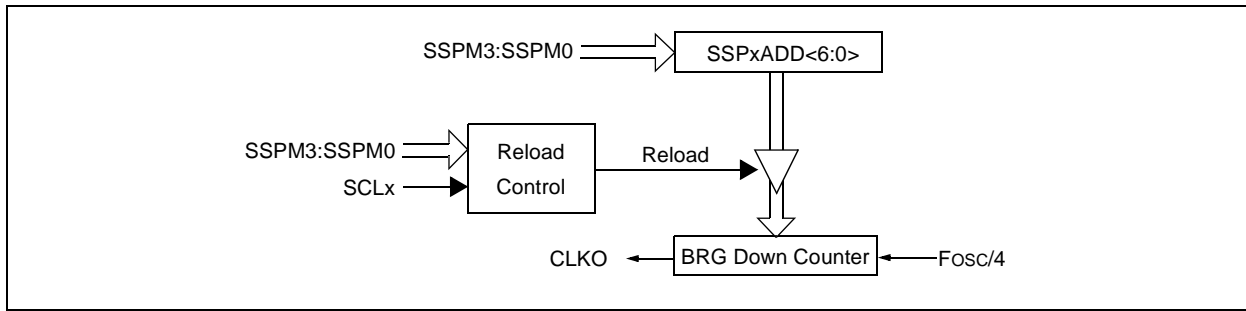 SSPM3:SSPM0
SSPxADD<6:0>
SSPM3:SSPM0
SCLx
Reload
Control
Reload
CLKO
BRG Down Counter
FOSC/4